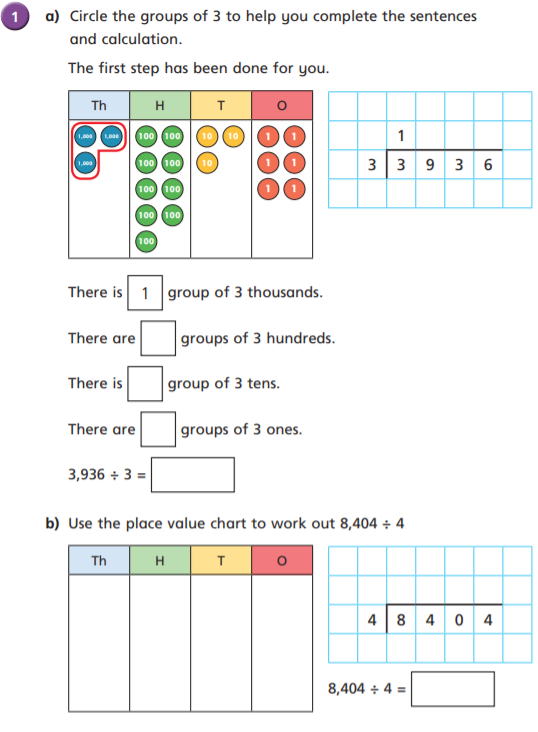 1 a) Circle the groups of 3 to help you complete the sentences
and calculation.
The first step has been done for you.
Th H T O
1,000 1,000 100 100 10 10 1 1
1,000 100 100 10 1 1
100 100 1 1
100 100
100
1
3 3 9 3 6
There is 1 group of 3 thousands.
There are groups of 3 hundreds.
There is group of 3 tens.
There are groups of 3 ones.
3,936 ÷ 3 =
b) Use the place value chart to work out 8,404 ÷ 4
Th H T O
4 8 4 0 4
8,404 ÷ 4 =